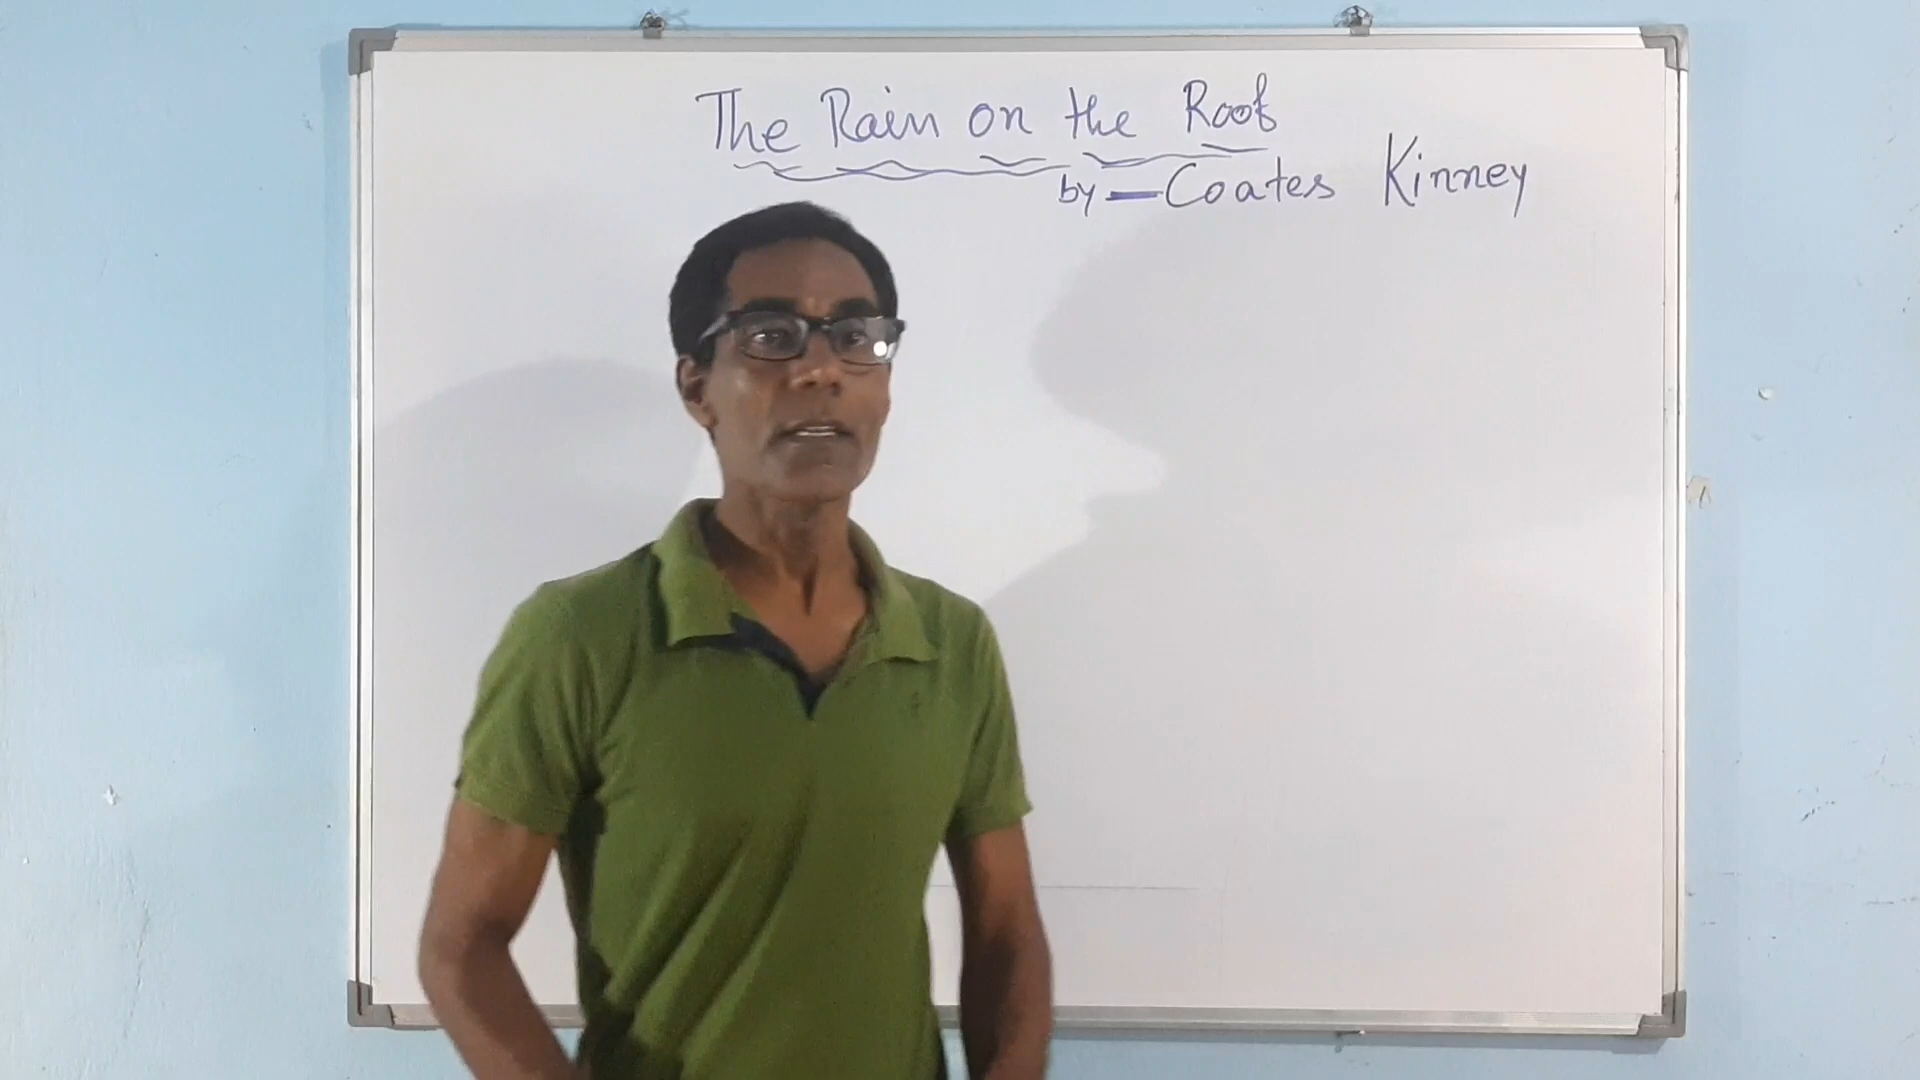 The Rain on the Roof
by — Coates Kinney